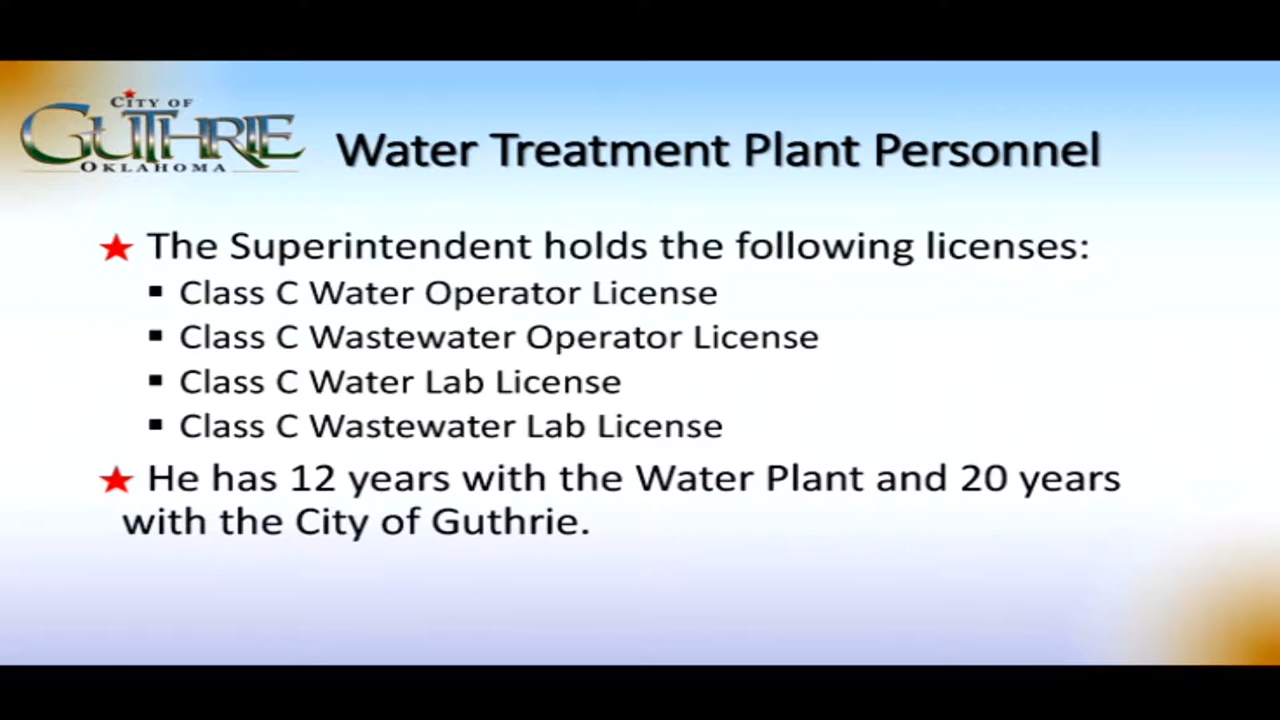 CITY OF
GUTHRIE
OKLAHOMA
Water Treatment Plant Personnel
The Superintendent holds the following licenses:
Class C Water Operator License
Class C Wastewater Operator License
Class C Water Lab License
Class C Wastewater Lab License
He has 12 years with the Water Plant and 20 years
with the City of Guthrie.